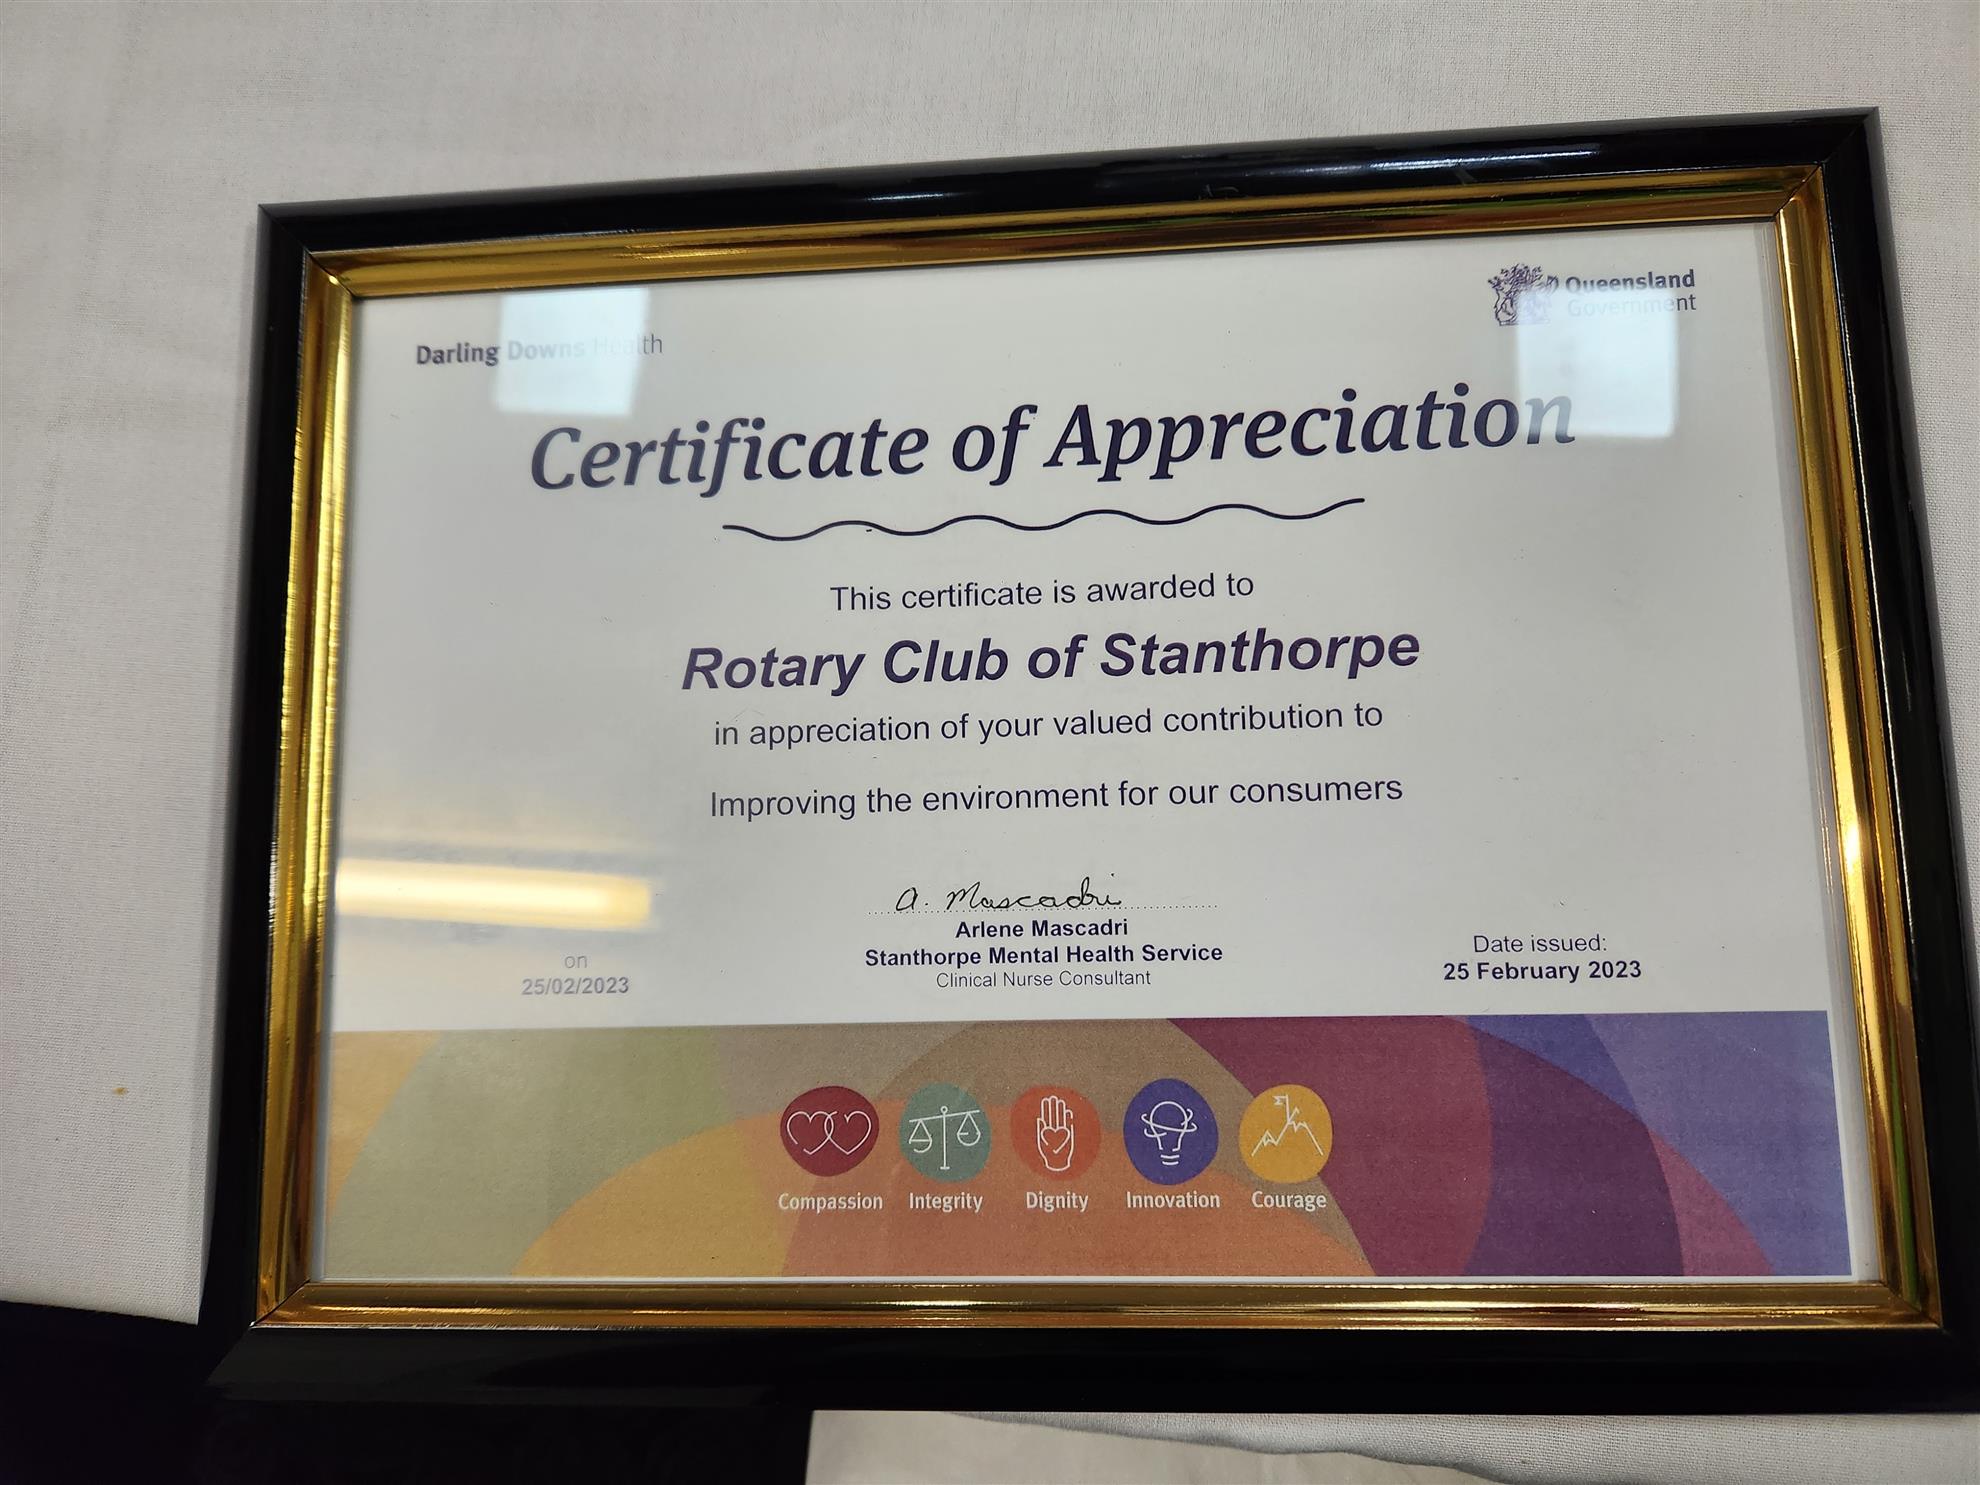 Darling Downs Health
Queensland
Government
Certificate of Appreciation
This certificate is awarded to
Rotary Club of Stanthorpe
in appreciation of your valued contribution to
Improving the environment for our consumers
A. Mascadri
Arlene Mascadri
Stanthorpe Mental Health Service
Clinical Nurse Consultant
on
25/02/2023
Date issued:
25 February 2023
Compassion
Integrity
Dignity
Innovation
Courage